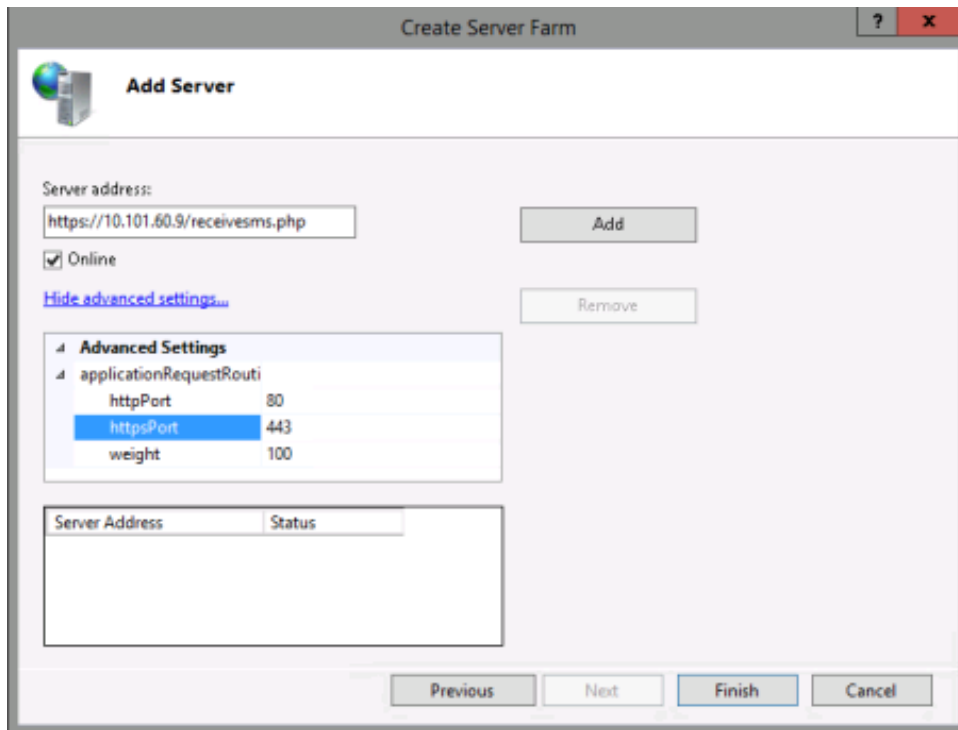 Create Server Farm
? x
Add Server
Server address:
https://10.101.60.9/receivesms.php
Add
Online
Hide advanced settings...
Remove
Advanced Settings
applicationRequestRouti
httpPort 80
httpsPort 443
weight 100
Server Address Status
Previous Next Finish Cancel